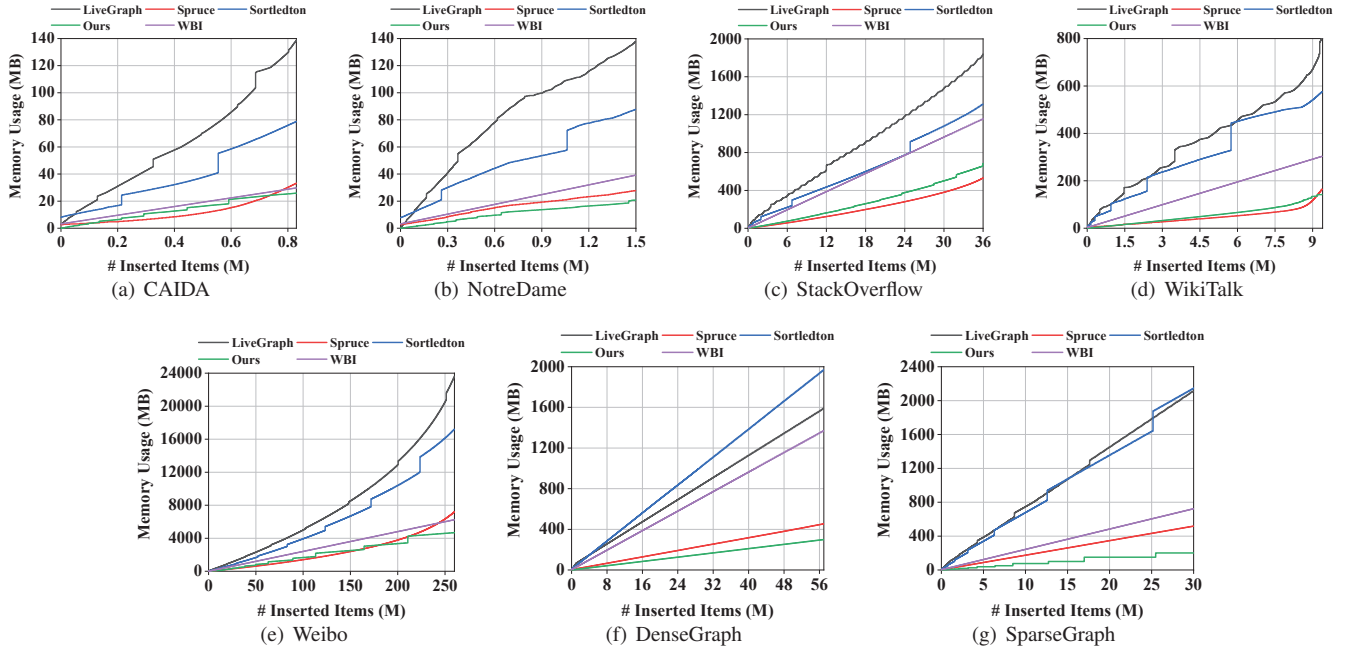 LiveGraph Spruce Sortledton
Ours WBI
Memory Usage (MB)
140
120
100
80
60
40
20
0
0 0.2 0.4 0.6 0.8
# Inserted Items (M)
(a) CAIDA
LiveGraph Spruce Sortledton
Ours WBI
Memory Usage (MB)
140
120
100
80
60
40
20
0
0 0.3 0.6 0.9 1.2 1.5
# Inserted Items (M)
(b) NotreDame
LiveGraph Spruce Sortledton
Ours WBI
Memory Usage (MB)
2000
1600
1200
800
400
0
0 6 12 18 24 30 36
# Inserted Items (M)
(c) StackOverflow
LiveGraph Spruce Sortledton
Ours WBI
Memory Usage (MB)
800
600
400
200
0
0 1.5 3 4.5 6 7.5 9
# Inserted Items (M)
(d) WikiTalk
LiveGraph Spruce Sortledton
Ours WBI
Memory Usage (MB)
24000
20000
16000
12000
8000
4000
0
0 50 100 150 200 250
# Inserted Items (M)
(e) Weibo
LiveGraph Spruce Sortledton
Ours WBI
Memory Usage (MB)
2000
1600
1200
800
400
0
0 8 16 24 32 40 48 56
# Inserted Items (M)
(f) DenseGraph
LiveGraph Spruce Sortledton
Ours WBI
Memory Usage (MB)
2400
2000
1600
1200
800
400
0
0 5 10 15 20 25 30
# Inserted Items (M)
(g) SparseGraph